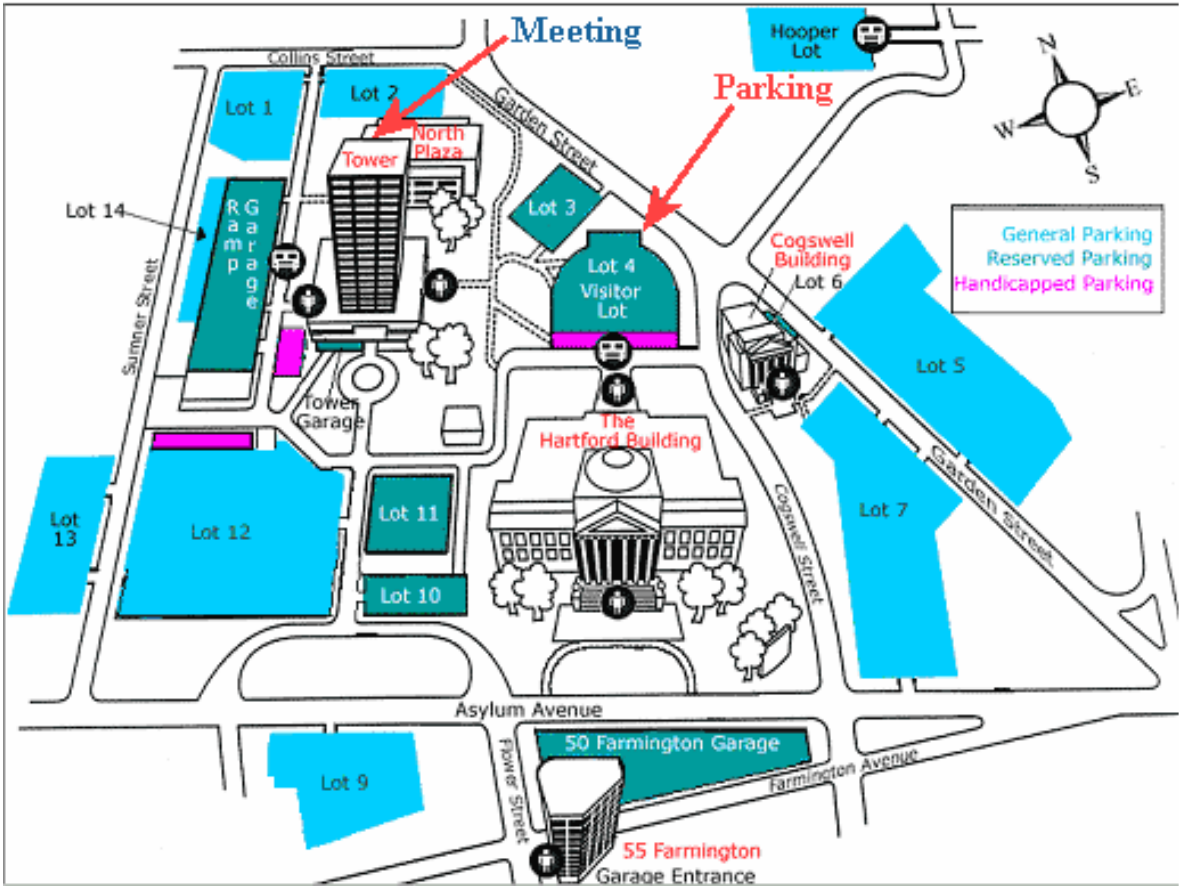 Meeting
Hooper
Lot
N
E
W
S
Collins Street
Parking
Lot 1
Lot 2
Garden Street
North
Plaza
Tower
Lot 3
Lot 14
Ramp
Garage
Cogswell
Building
Lot 6
General Parking
Reserved Parking
Handicapped Parking
Lot 4
Visitor
Lot
Sumner Street
Lot 5
Tower
Garage
The
Hartford Building
Garden Street
Cogswell Street
Lot 13
Lot 12
Lot 11
Lot 7
Lot 10
Asylum Avenue
50 Farmington Garage
Flower Street
Farmington Avenue
Lot 9
55 Farmington
Garage Entrance